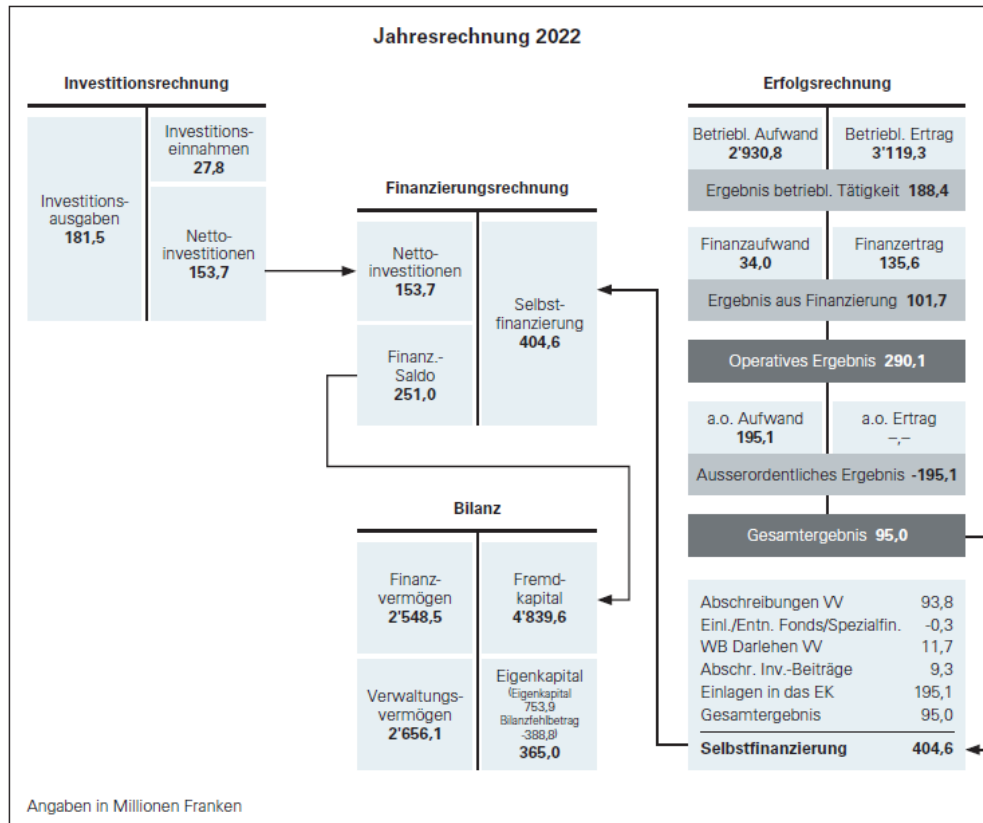 Jahresrechnung 2022
Investitionsrechnung
Investitions-
ausgaben
181,5
Investitions-
einnahmen
27,8
Netto-
investitionen
153,7
Finanzierungsrechnung
Netto-
investitionen
153,7
Finanz.-
Saldo
251,0
Selbst-
finanzierung
404,6
Bilanz
Finanz-
vermögen
2'548,5
Fremd-
kapital
4'839,6
Verwaltungs-
vermögen
2'656,1
Eigenkapital
(Eigenkapital
753,9
Bilanzfehlbetrag
-388,8)
365,0
Erfolgsrechnung
Betriebl. Aufwand
2'930,8
Betriebl. Ertrag
3'119,3
Ergebnis betriebl. Tätigkeit 188,4
Finanzaufwand
34,0
Finanzertrag
135,6
Ergebnis aus Finanzierung 101,7
Operatives Ergebnis 290,1
a.o. Aufwand
195,1
a.o. Ertrag
–,–
Ausserordentliches Ergebnis -195,1
Gesamtergebnis 95,0
Abschreibungen VV 93,8
Einl./Entn. Fonds/Spezialfin. -0,3
WB Darlehen VV 11,7
Abschr. Inv.-Beiträge 9,3
Einlagen in das EK 195,1
Gesamtergebnis 95,0
Selbstfinanzierung 404,6
Angaben in Millionen Franken